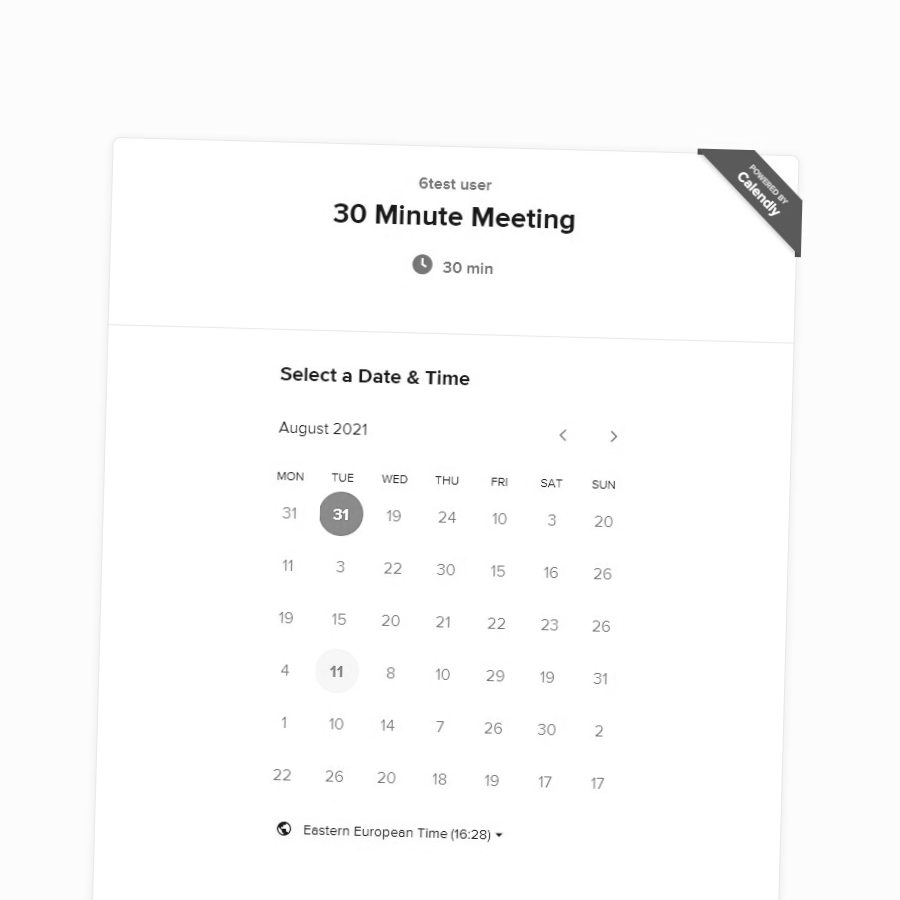 POWERED BY
Calendly
6test user
30 Minute Meeting
30 min
Select a Date & Time
August 2021
MON TUE WED THU FRI SAT SUN
31 31 19 24 10 3 20
11 3 22 30 15 16 26
19 15 20 21 22 23 26
4 11 8 10 29 19 31
1 10 14 7 26 30 2
22 26 20 18 19 17 17
Eastern European Time (16:28)